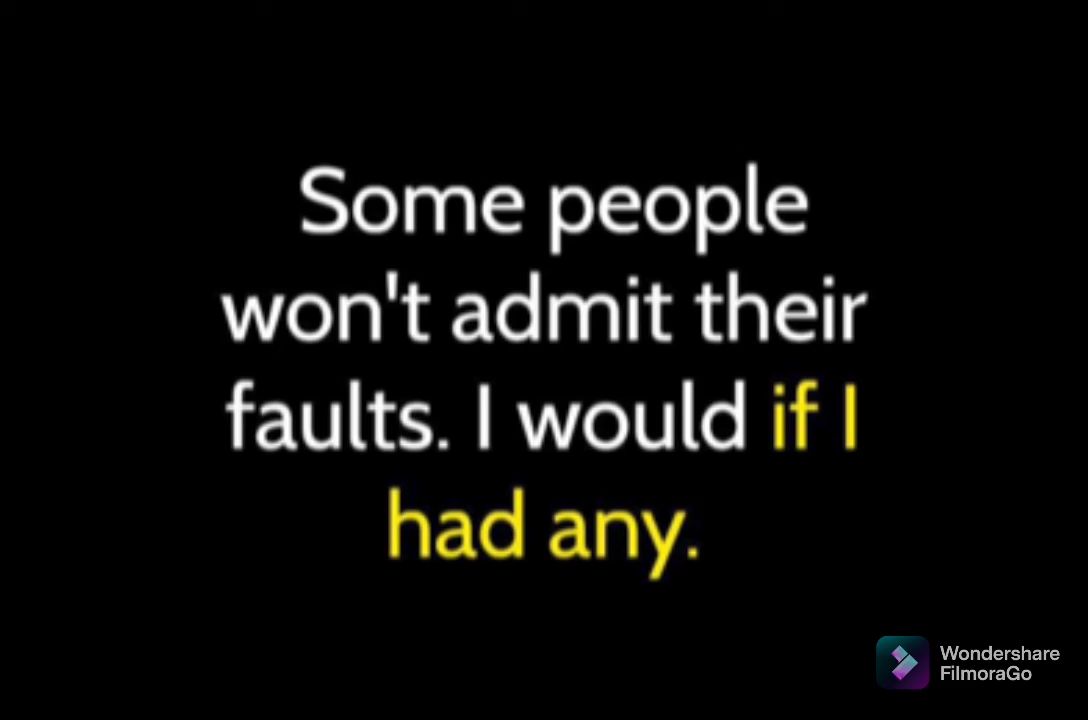 Some people
won't admit their
faults. I would if I
had any.
Wondershare
FilmoraGo